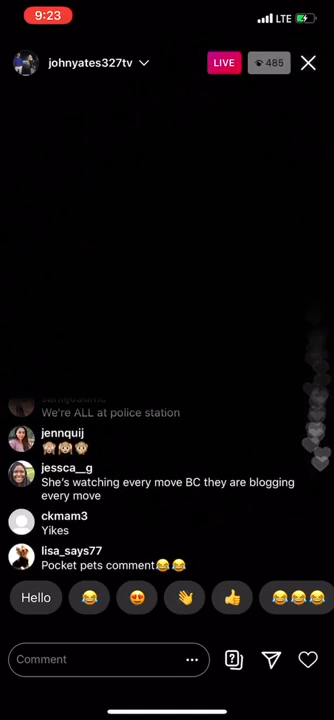 9:23
LTE
johnyates327tv
LIVE
485
We're ALL at police station
jennquij
🙈🙈🙊
jessca__g
She's watching every move BC they are blogging
every move
ckmam3
Yikes
lisa_says77
Pocket pets comment😂😂
Hello 😂 😍 👋 👍 😂😂😂
Comment